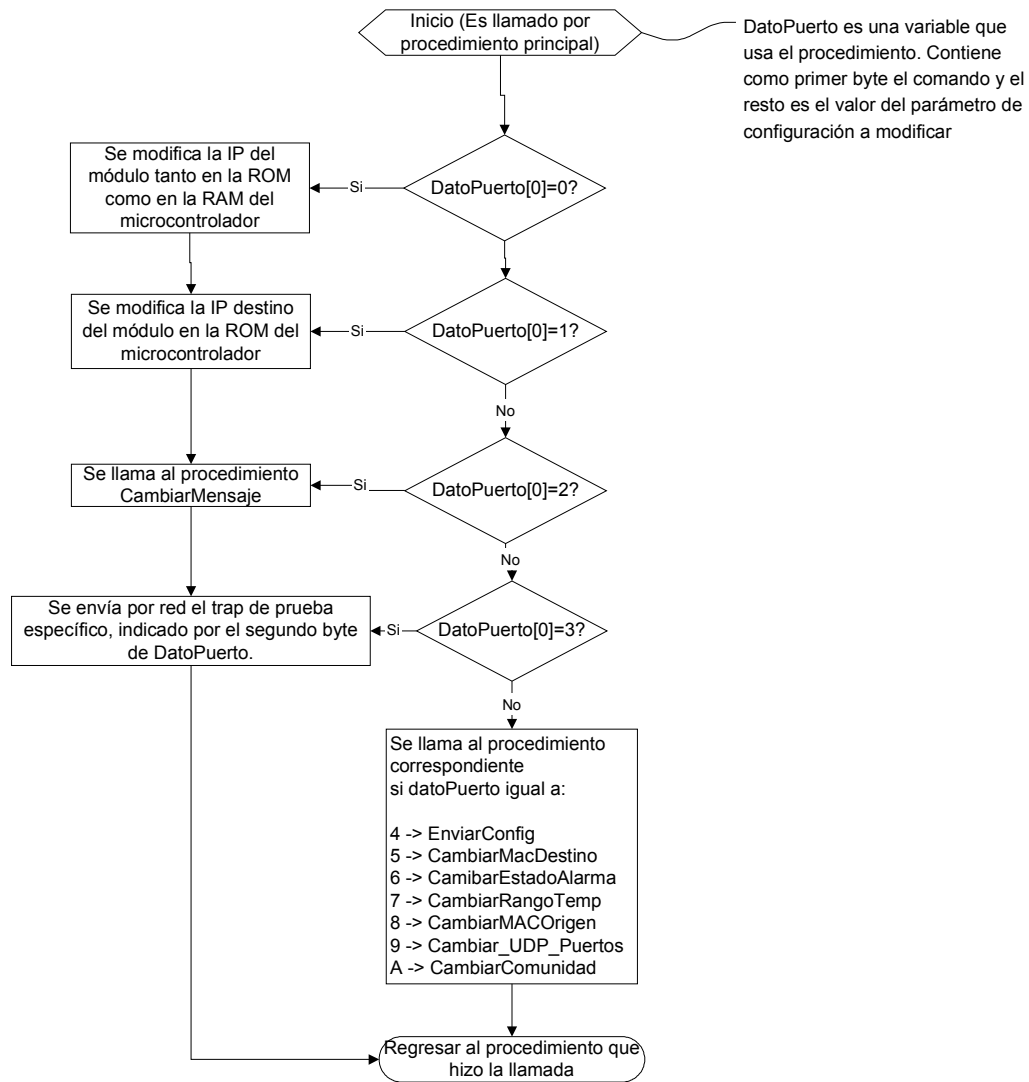 Inicio (Es llamado por
procedimiento principal)
DatoPuerto es una variable que
usa el procedimiento. Contiene
como primer byte el comando y el
resto es el valor del parámetro de
configuración a modificar
Se modifica la IP del
módulo tanto en la ROM
como en la RAM del
microcontrolador
Si
DatoPuerto[0]=0?
Se modifica la IP destino
del módulo en la ROM del
microcontrolador
Si
DatoPuerto[0]=1?
No
Se llama al procedimiento
CambiarMensaje
Si
DatoPuerto[0]=2?
No
Se envía por red el trap de prueba
específico, indicado por el segundo byte
de DatoPuerto.
Si
DatoPuerto[0]=3?
No
Se llama al procedimiento
correspondiente
si datoPuerto igual a:
4 -> EnviarConfig
5 -> CambiarMacDestino
6 -> CamibarEstadoAlarma
7 -> CambiarRangoTemp
8 -> CambiarMACOrigen
9 -> Cambiar_UDP_Puertos
A -> CambiarComunidad
Regresar al procedimiento que
hizo la llamada